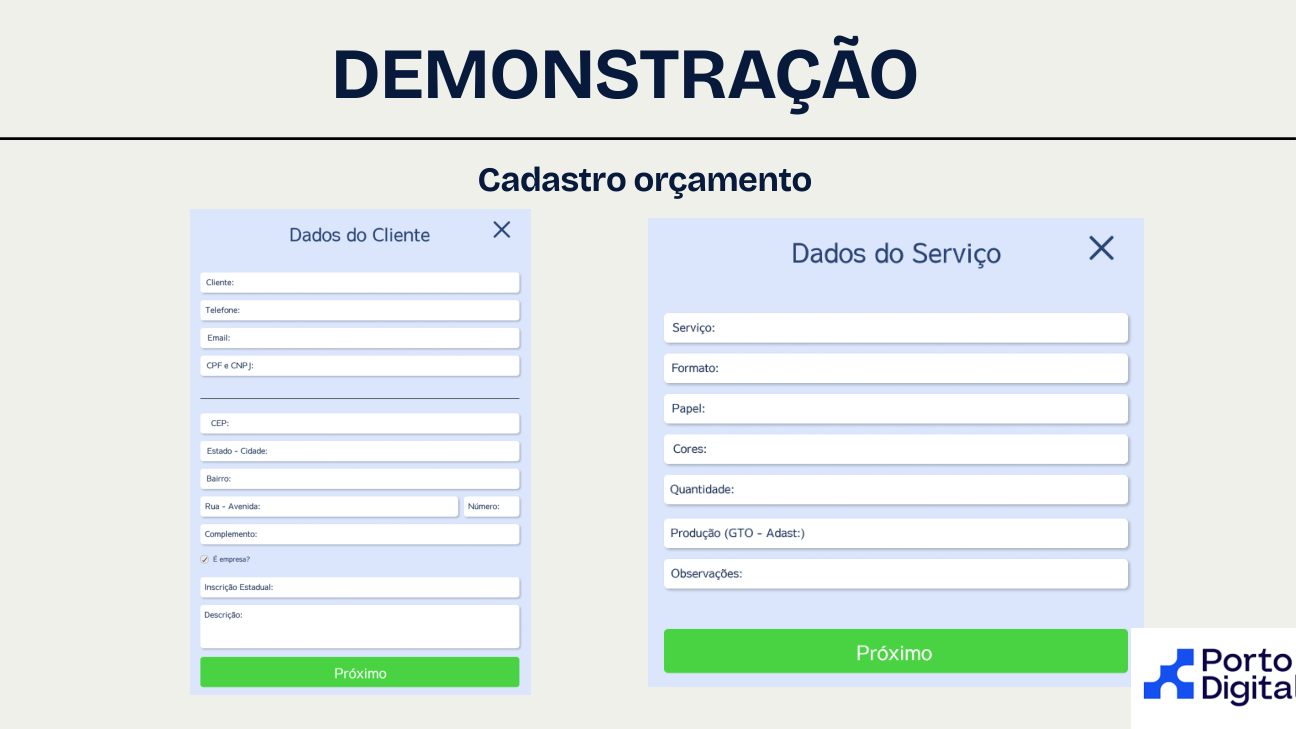 DEMONSTRAÇÃO
Cadastro orçamento
Dados do Cliente
Cliente:
Telefone:
Email:
CPF e CNPJ:
CEP:
Estado - Cidade:
Bairro:
Rua - Avenida:
Número:
Complemento:
É empresa?
Inscrição Estadual:
Descrição:
Próximo
Dados do Serviço
Serviço:
Formato:
Papel:
Cores:
Quantidade:
Produção (GTO - Adast:)
Observações:
Próximo
Porto
Digital